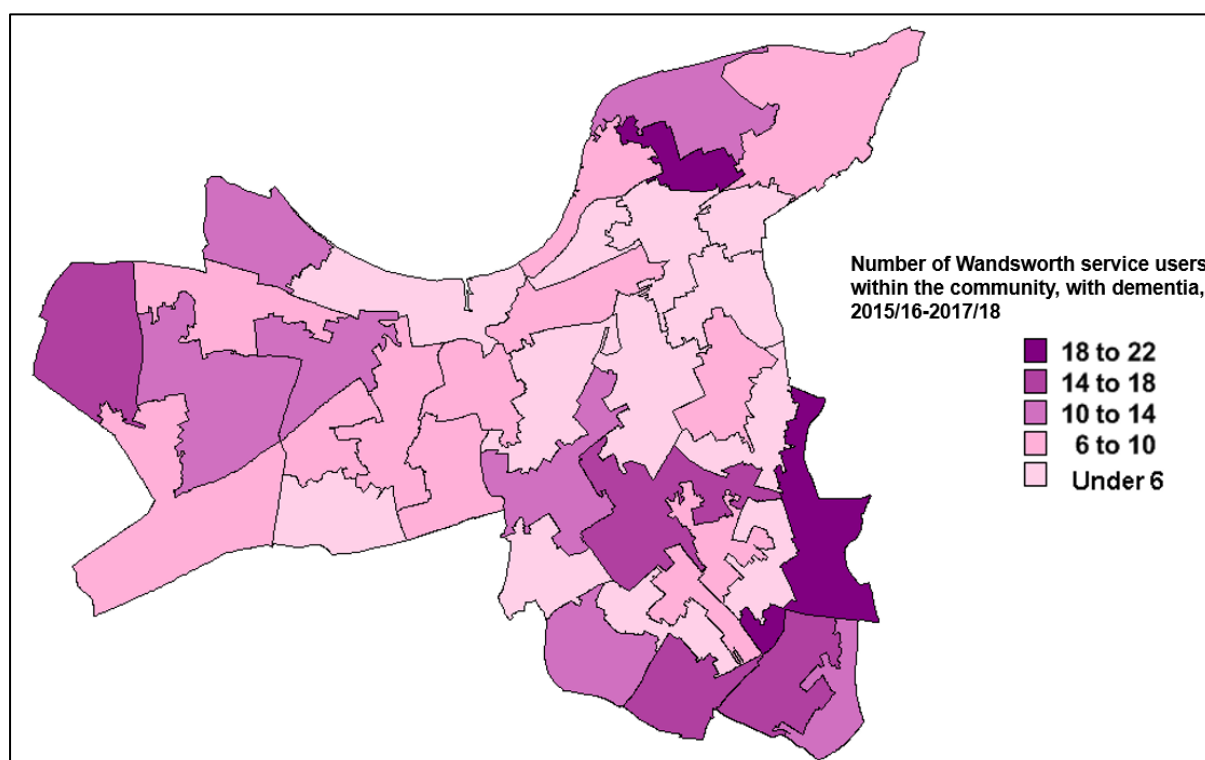 Number of Wandsworth service users
within the community, with dementia,
2015/16-2017/18
18 to 22
14 to 18
10 to 14
6 to 10
Under 6